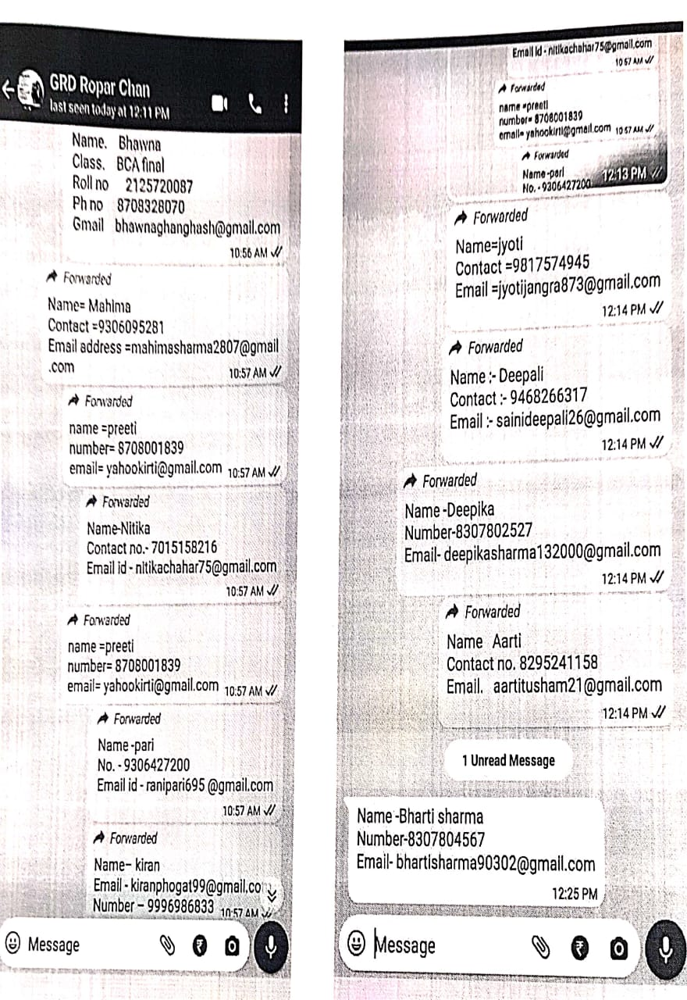 GRD Ropar Chan
last seen today at 12:11 PM
Name. Bhawna
Class. BCA final
Roll no 2125720087
Ph no 8708328070
Gmail bhawnaghanghash@gmail.com
10:56 AM
Forwarded
Name= Mahima
Contact =9306095281
Email address =mahimasharma2807@gmail
.com
10:57 AM
Forwarded
name =preeti
number= 8708001839
email= yahookirti@gmail.com 10:57 AM
Forwarded
Name-Nitika
Contact no.- 7015158216
Email id - nitikachahar75@gmail.com
10:57 AM
Forwarded
name =preeti
number= 8708001839
email= yahookirti@gmail.com 10:57 AM
Forwarded
Name -pari
No. - 9306427200
Email id - ranipari695 @gmail.com
10:57 AM
Forwarded
Name– kiran
Email - kiranphogat99@gmail.co
Number – 9996986833 10:57 AM
Message
Email id - nitikachahar75@gmail.com
10:57 AM
Forwarded
name =preeti
number= 8708001839
email= yahookirti@gmail.com 10:57 AM
Forwarded
Name -pari
No. - 9306427200 12:13 PM
Forwarded
Name=jyoti
Contact =9817574945
Email =jyotijangra873@gmail.com
12:14 PM
Forwarded
Name :- Deepali
Contact :- 9468266317
Email :- sainideepali26@gmail.com
12:14 PM
Forwarded
Name -Deepika
Number-8307802527
Email- deepikasharma132000@gmail.com
12:14 PM
Forwarded
Name Aarti
Contact no. 8295241158
Email. aartitusham21@gmail.com
12:14 PM
1 Unread Message
Name -Bharti sharma
Number-8307804567
Email- bhartisharma90302@gmail.com
12:25 PM
Message